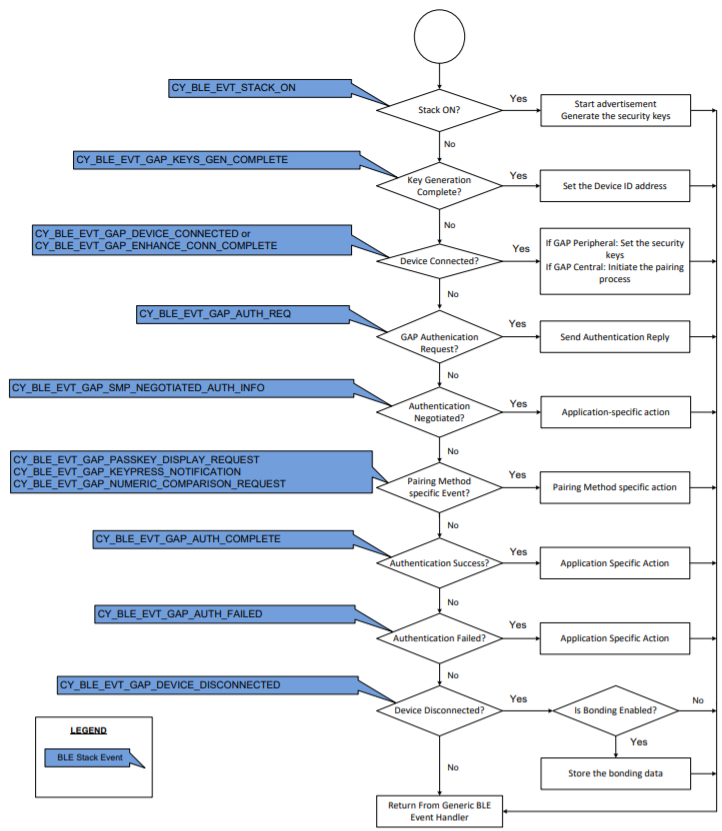 CY_BLE_EVT_STACK_ON
Stack ON?
Yes
Start advertisement
Generate the security keys
No
CY_BLE_EVT_GAP_KEYS_GEN_COMPLETE
Key Generation
Complete?
Yes
Set the Device ID address
No
CY_BLE_EVT_GAP_DEVICE_CONNECTED or
CY_BLE_EVT_GAP_ENHANCE_CONN_COMPLETE
Device Connected?
Yes
If GAP Peripheral: Set the security
keys
If GAP Central: Initiate the pairing
process
No
CY_BLE_EVT_GAP_AUTH_REQ
GAP Authenication
Request?
Yes
Send Authentication Reply
No
CY_BLE_EVT_GAP_SMP_NEGOTIATED_AUTH_INFO
Authentication
Negotiated?
Yes
Application-specific action
No
CY_BLE_EVT_GAP_PASSKEY_DISPLAY_REQUEST
CY_BLE_EVT_GAP_KEYPRESS_NOTIFICATION
CY_BLE_EVT_GAP_NUMERIC_COMPARISON_REQUEST
Pairing Method
specific Event?
Yes
Pairing Method specific action
No
CY_BLE_EVT_GAP_AUTH_COMPLETE
Authentication Success?
Yes
Application Specific Action
No
CY_BLE_EVT_GAP_AUTH_FAILED
Authentication Failed?
Yes
Application Specific Action
No
CY_BLE_EVT_GAP_DEVICE_DISCONNECTED
Device Disconnected?
Yes
Is Bonding Enabled?
No
Yes
Store the bonding data
No
Return From Generic BLE
Event Handler
LEGEND
BLE Stack Event